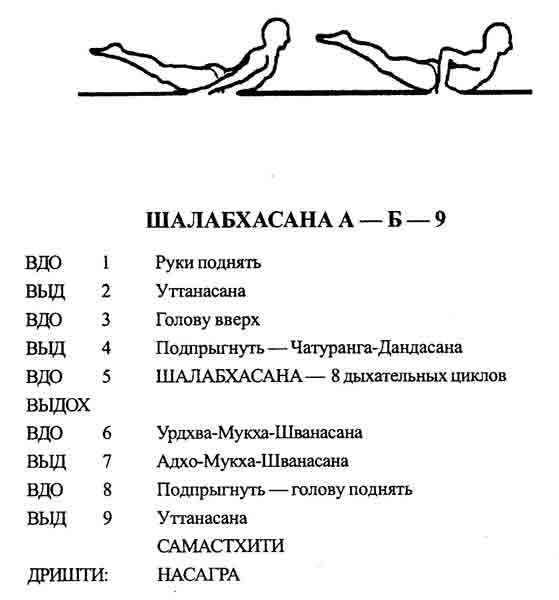 ШАЛАБХАСАНА А — Б — 9
ВДО 1 Руки поднять
ВЫД 2 Уттанасана
ВДО 3 Голову вверх
ВЫД 4 Подпрыгнуть — Чатуранга-Дандасана
ВДО 5 ШАЛАБХАСАНА — 8 дыхательных циклов
ВЫДОХ
ВДО 6 Урдхва-Мукха-Шванасана
ВЫД 7 Адхо-Мукха-Шванасана
ВДО 8 Подпрыгнуть — голову поднять
ВЫД 9 Уттанасана
САМАСТХИТИ
ДРИШТИ: НАСАГРА